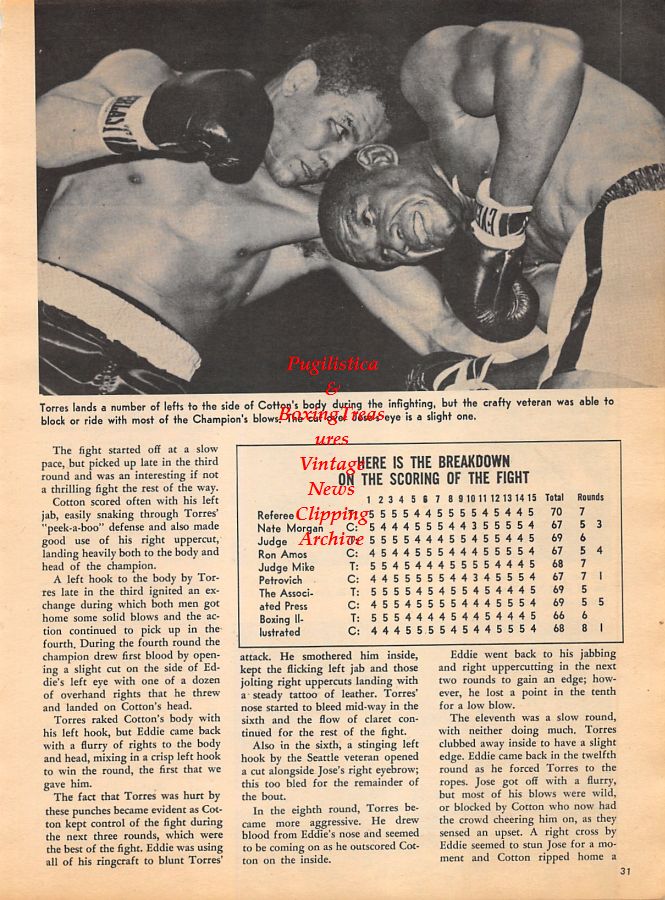 EVERLAST
Torres lands a number of lefts to the side of Cotton's body during the infighting, but the crafty veteran was able to
block or ride with most of the Champion's blows. The cut over Jose's eye is a slight one.
Pugilistica
&
BoxingTreas
ures
Vintage
News
Clipping
Archive
The fight started off at a slow
pace, but picked up late in the third
round and was an interesting if not
a thrilling fight the rest of the way.
Cotton scored often with his left
jab, easily snaking through Torres'
"peek-a-boo" defense and also made
good use of his right uppercut,
landing heavily both to the body and
head of the champion.
A left hook to the body by Tor-
res late in the third ignited an ex-
change during which both men got
home some solid blows and the ac-
tion continued to pick up in the
fourth, During the fourth round the
champion drew first blood by open-
ing a slight cut on the side of Ed-
die's left eye with one of a dozen
of overhand rights that he threw
and landed on Cotton's head.
Torres raked Cotton's body with
his left hook, but Eddie came back
with a flurry of rights to the body
and head, mixing in a crisp left hook
to win the round, the first that we
gave him.
The fact that Torres was hurt by
these punches became evident as Cot-
ton kept control of the fight during
the next three rounds, which were
the best of the fight. Eddie was using
all of his ringcraft to blunt Torres'
HERE IS THE BREAKDOWN
ON THE SCORING OF THE FIGHT
1 2 3 4 5 6 7 8 9 10 11 12 13 14 15 Total Rounds
Referee 5 5 5 5 4 4 5 5 5 5 4 5 4 4 5 70 7
Nate Morgan C: 5 4 4 4 5 5 5 4 4 3 5 5 5 5 4 67 5 3
Judge 5 5 5 5 4 4 4 5 5 4 5 4 4 5 5 69 6
Ron Amos C: 4 5 4 4 5 5 5 5 4 4 4 5 5 5 4 67 5 4
Judge Mike T: 5 5 4 5 4 4 4 5 5 5 5 4 4 4 5 68 7
Petrovich C: 4 4 5 5 5 5 5 4 4 3 4 5 5 5 4 67 7 1
The Associ- T: 5 5 5 5 4 5 4 5 5 4 5 4 4 4 5 69 5
ated Press C: 4 5 5 4 5 5 5 5 4 4 4 5 5 5 4 69 5 5
Boxing Il- T: 5 5 5 4 4 4 4 5 4 4 5 4 4 4 5 66 6
lustrated C: 4 4 4 5 5 5 5 4 5 4 4 5 5 5 4 68 8 1
attack. He smothered him inside,
kept the flicking left jab and those
jolting right uppercuts landing with
a steady tattoo of leather. Torres'
nose started to bleed mid-way in the
sixth and the flow of claret con-
tinued for the rest of the fight.
Also in the sixth, a stinging left
hook by the Seattle veteran opened
a cut alongside Jose's right eyebrow;
this too bled for the remainder of
the bout.
In the eighth round, Torres be-
came more aggressive. He drew
blood from Eddie's nose and seemed
to be coming on as he outscored Cot-
ton on the inside.
Eddie went back to his jabbing
and right uppercutting in the next
two rounds to gain an edge; how-
ever, he lost a point in the tenth
for a low blow.
The eleventh was a slow round,
with neither doing much. Torres
clubbed away inside to have a slight
edge. Eddie came back in the twelfth
round as he forced Torres to the
ropes. Jose got off with a flurry,
but most of his blows were wild,
or blocked by Cotton who now had
the crowd cheering him on, as they
sensed an upset. A right cross by
Eddie seemed to stun Jose for a mo-
ment and Cotton ripped home a
31